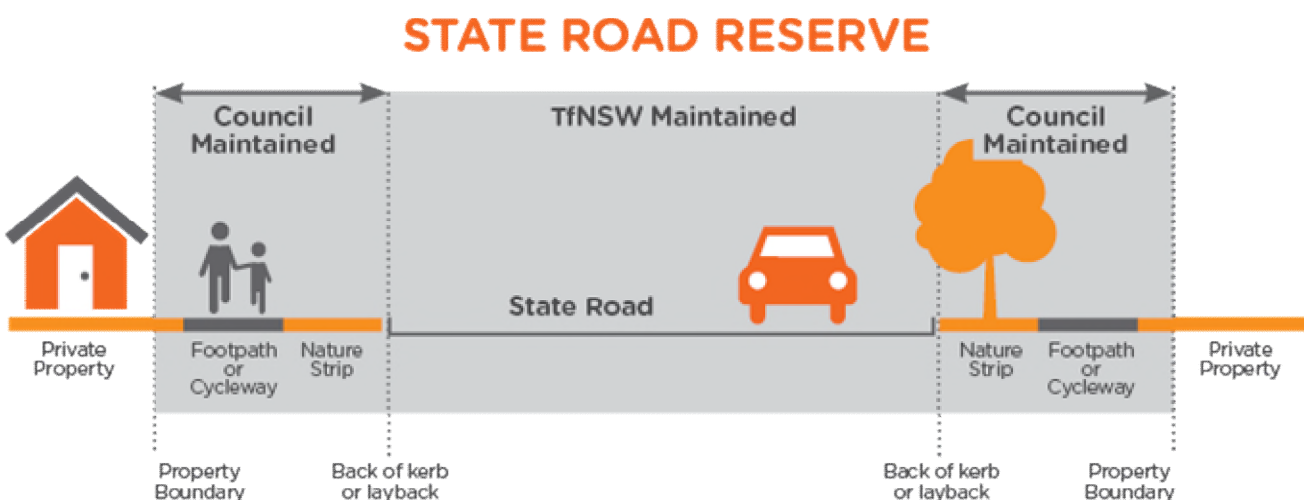 STATE ROAD RESERVE
Council
Maintained
TfNSW Maintained
Council
Maintained
State Road
Private
Property
Footpath
or
Cycleway
Nature
Strip
Nature
Strip
Footpath
or
Cycleway
Private
Property
Property
Boundary
Back of kerb
or layback
Back of kerb
or layback
Property
Boundary